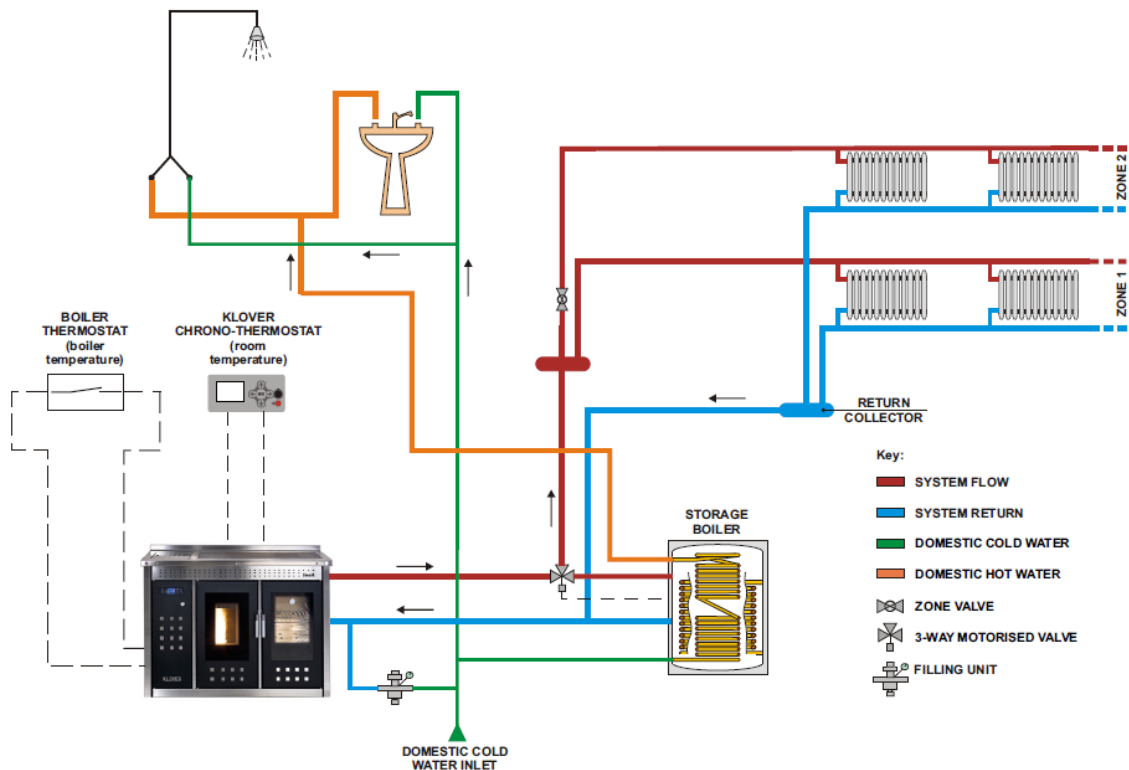 ZONE 2
ZONE 1
BOILER
THERMOSTAT
(boiler
temperature)
KLOVER
CHRONO-THERMOSTAT
(room
temperature)
RETURN
COLLECTOR
Key:
SYSTEM FLOW
SYSTEM RETURN
DOMESTIC COLD WATER
DOMESTIC HOT WATER
ZONE VALVE
3-WAY MOTORISED VALVE
FILLING UNIT
STORAGE
BOILER
KLOVER
DOMESTIC COLD
WATER INLET